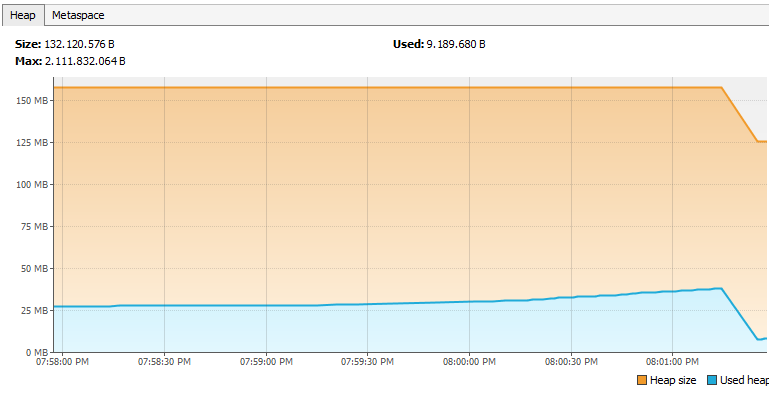 Heap Metaspace
Size: 132.120.576 B Used: 9.189.680 B
Max: 2.111.832.064 B
150 MB
125 MB
100 MB
75 MB
50 MB
25 MB
0 MB
07:58:00 PM 07:58:30 PM 07:59:00 PM 07:59:30 PM 08:00:00 PM 08:00:30 PM 08:01:00 PM
Heap size Used heap